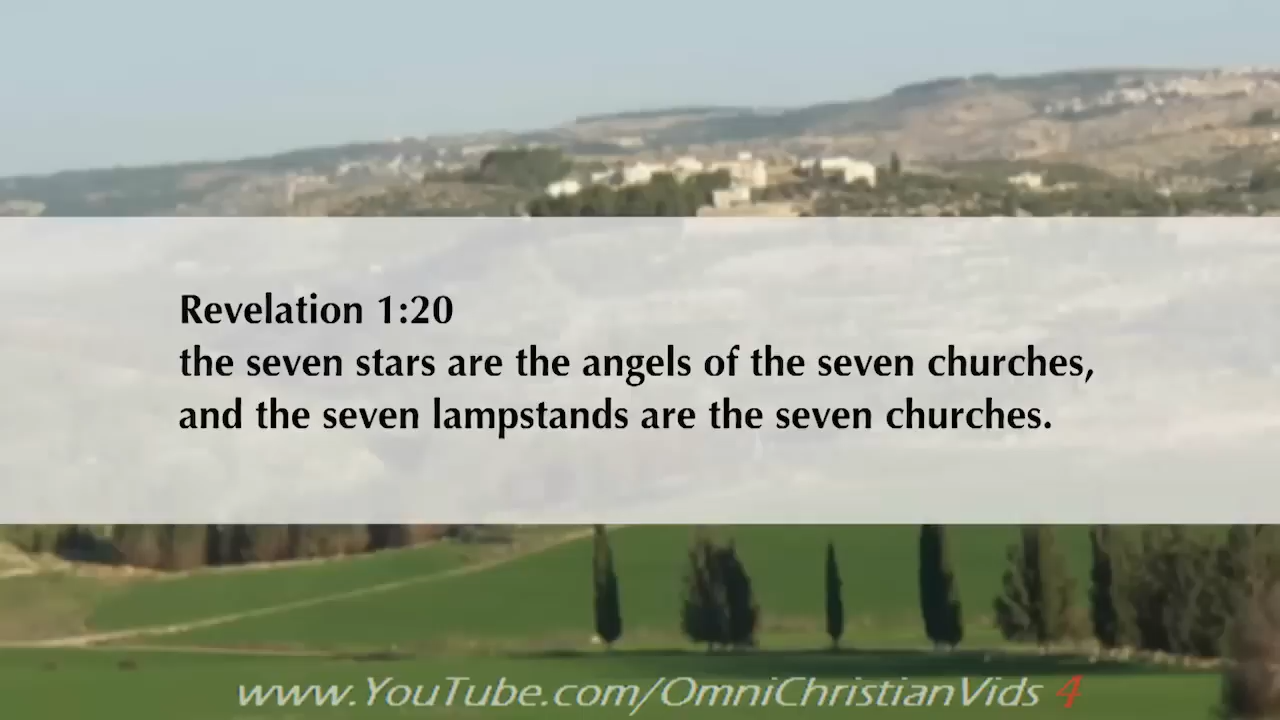 Revelation 1:20
the seven stars are the angels of the seven churches,
and the seven lampstands are the seven churches.
www.YouTube.com/OmniChristianVids 4